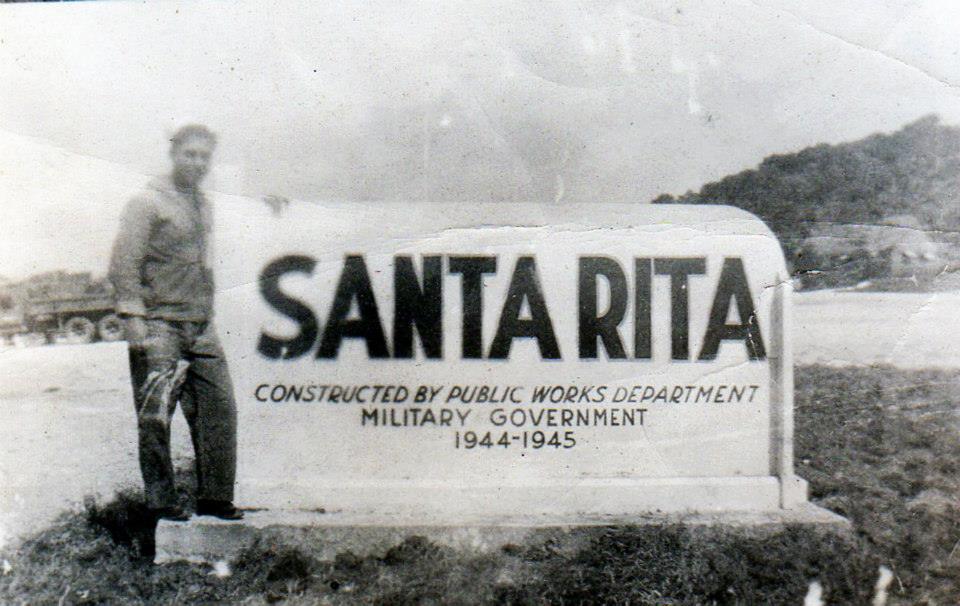 SANTA RITA
CONSTRUCTED BY PUBLIC WORKS DEPARTMENT
MILITARY GOVERNMENT
1944-1945